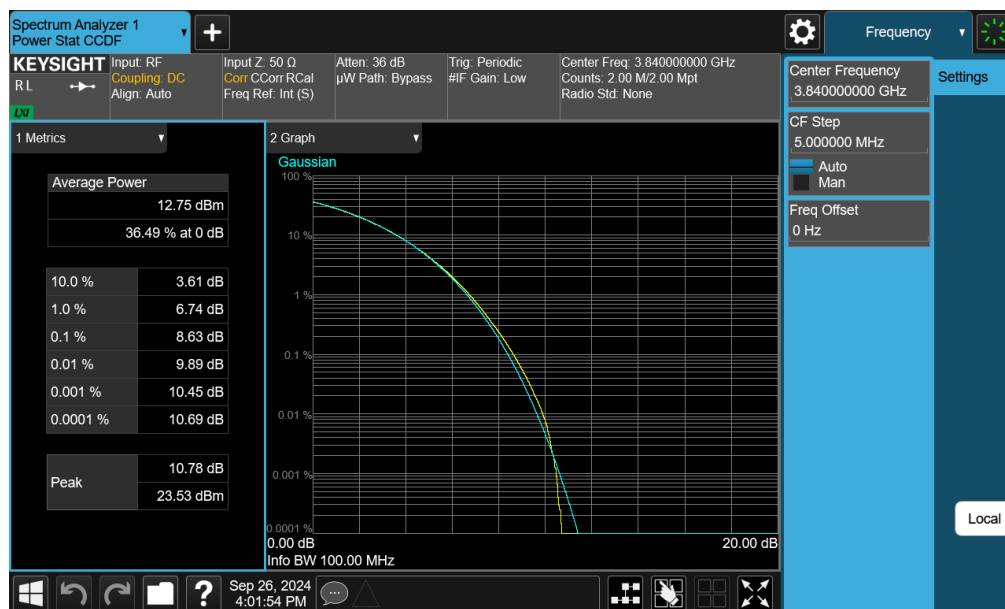 Spectrum Analyzer 1
Power Stat CCDF
Frequency
KEYSIGHT
R L
LXI
Input: RF
Coupling: DC
Align: Auto
Input Z: 50 Ω
Corr CCorr RCal
Freq Ref: Int (S)
Atten: 36 dB
µW Path: Bypass
Trig: Periodic
#IF Gain: Low
Center Freq: 3.840000000 GHz
Counts: 2.00 M/2.00 Mpt
Radio Std: None
1 Metrics
Average Power
12.75 dBm
36.49 % at 0 dB
10.0 % 3.61 dB
1.0 % 6.74 dB
0.1 % 8.63 dB
0.01 % 9.89 dB
0.001 % 10.45 dB
0.0001 % 10.69 dB
Peak 10.78 dB
23.53 dBm
2 Graph
Gaussian
100 %
10 %
1 %
0.1 %
0.01 %
0.001 %
0.0001 %
0.00 dB 20.00 dB
Info BW 100.00 MHz
Center Frequency
3.840000000 GHz
CF Step
5.000000 MHz
Auto
Man
Freq Offset
0 Hz
Settings
Local
?
Sep 26, 2024
4:01:54 PM